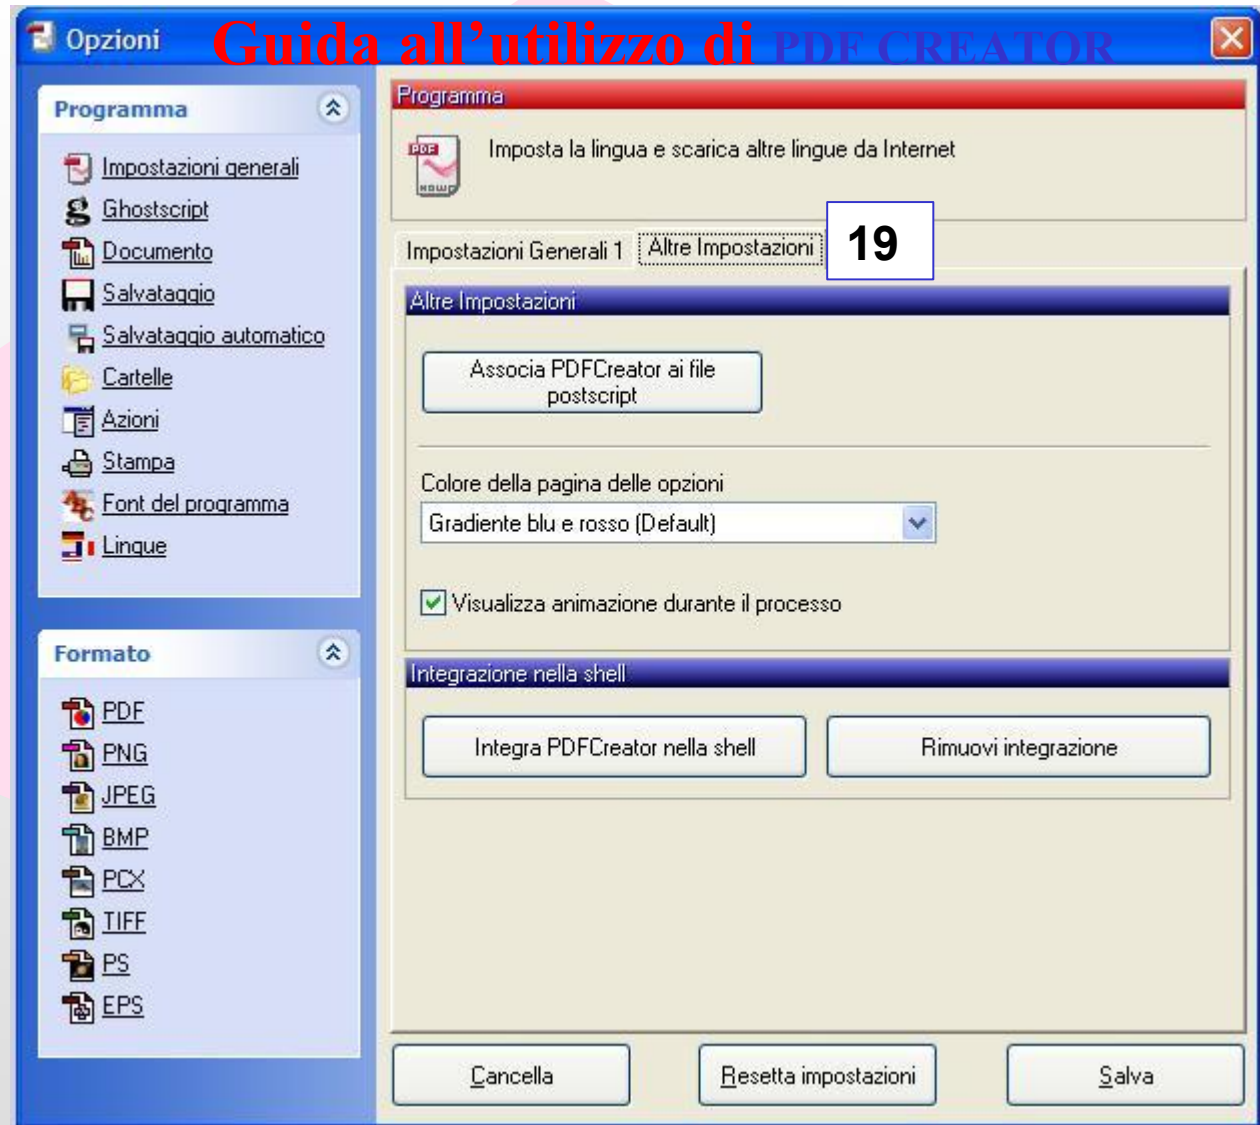 Opzioni
Guida all’utilizzo di PDF CREATOR
Programma
Impostazioni generali
Ghostscript
Documento
Salvataggio
Salvataggio automatico
Cartelle
Azioni
Stampa
Font del programma
Lingue
Formato
PDF
PNG
JPEG
BMP
PCX
TIFF
PS
EPS
Programma
PDF
Imposta la lingua e scarica altre lingue da Internet
Impostazioni Generali 1
Altre Impostazioni
19
Altre Impostazioni
Associa PDFCreator ai file
postscript
Colore della pagina delle opzioni
Gradiente blu e rosso (Default)
Visualizza animazione durante il processo
Integrazione nella shell
Integra PDFCreator nella shell
Rimuovi integrazione
Cancella
Resetta impostazioni
Salva